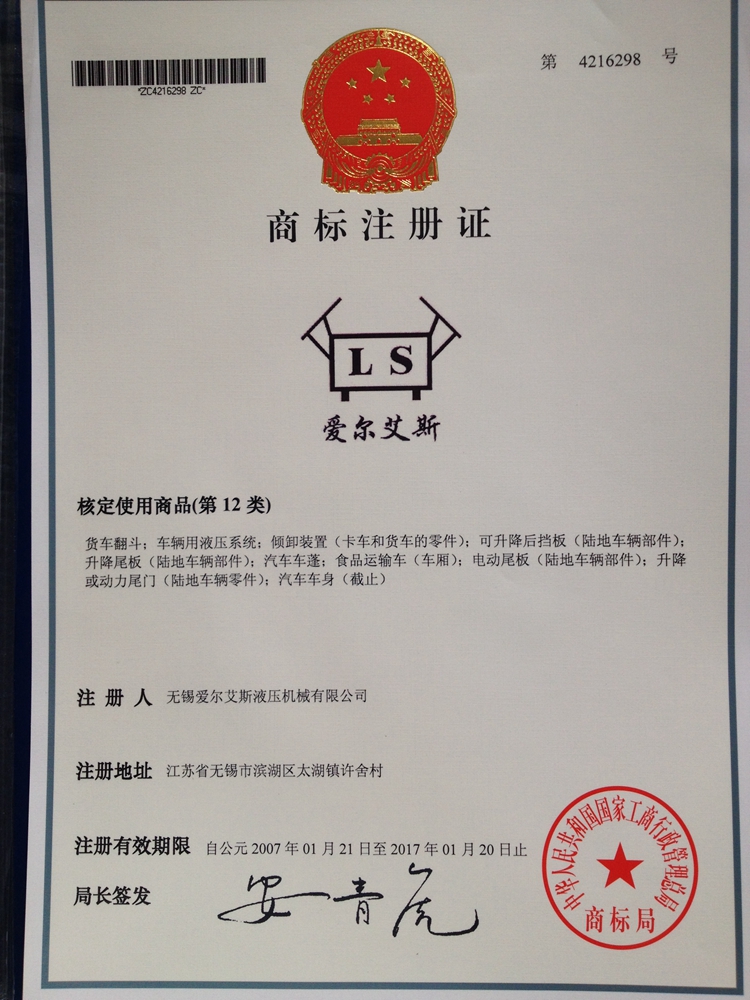 *ZC4216298 ZC*
第 4216298 号
商标注册证
LS
爱尔艾斯
核定使用商品(第 12 类)
货车翻斗；车辆用液压系统；倾卸装置（卡车和货车的零件）；可升降后挡板（陆地车辆部件）；
升降尾板（陆地车辆部件）；汽车车蓬；食品运输车（车厢）；电动尾板（陆地车辆部件）；升降
或动力尾门（陆地车辆零件）；汽车车身（截止）
注册人 无锡爱尔艾斯液压机械有限公司
注册地址 江苏省无锡市滨湖区太湖镇许舍村
注册有效期限 自公元 2007 年 01 月 21 日至 2017 年 01 月 20 日止
局长签发 安青虎
中华人民共和国国家工商行政管理总局
商标局